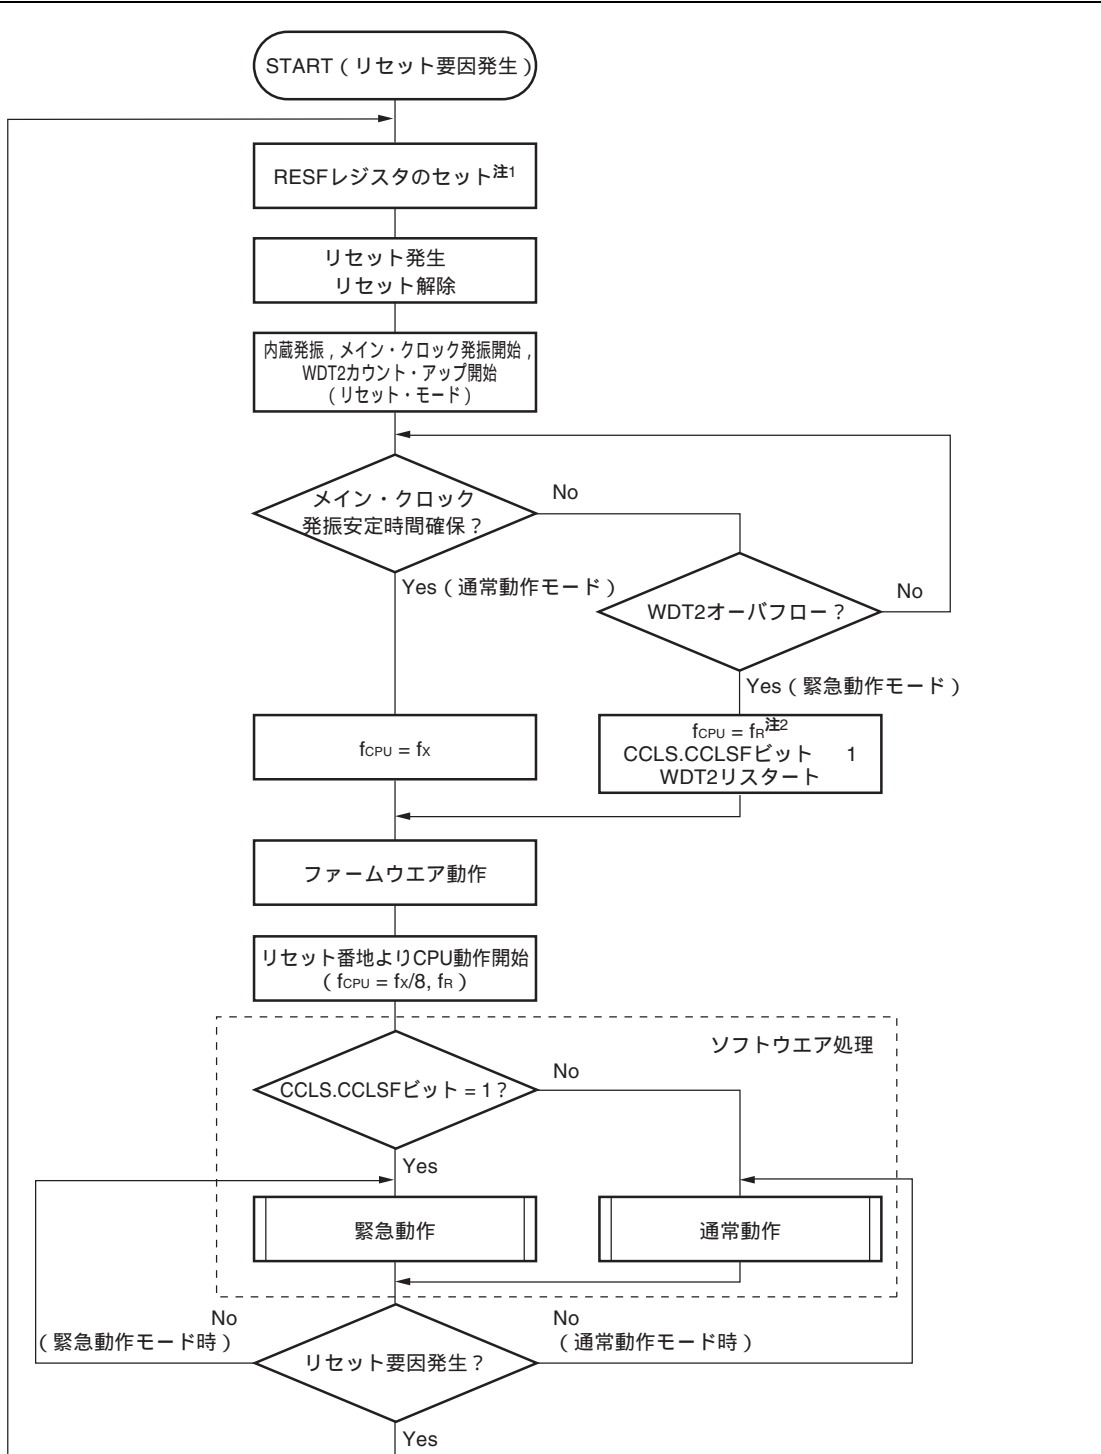 START（リセット要因発生）
RESFレジスタのセット注1
リセット発生
リセット解除
内蔵発振，メイン・クロック発振開始，
WDT2カウント・アップ開始
（リセット・モード）
メイン・クロック
発振安定時間確保？
No
Yes（通常動作モード）
WDT2オーバフロー？
No
Yes（緊急動作モード）
fCPU = fX
fCPU = fR注2
CCLS.CCLSFビット　1
WDT2リスタート
ファームウエア動作
リセット番地よりCPU動作開始
（fCPU = fX/8, fR）
ソフトウエア処理
CCLS.CCLSFビット = 1？
No
Yes
緊急動作
通常動作
No
（緊急動作モード時）
No
（通常動作モード時）
リセット要因発生？
Yes